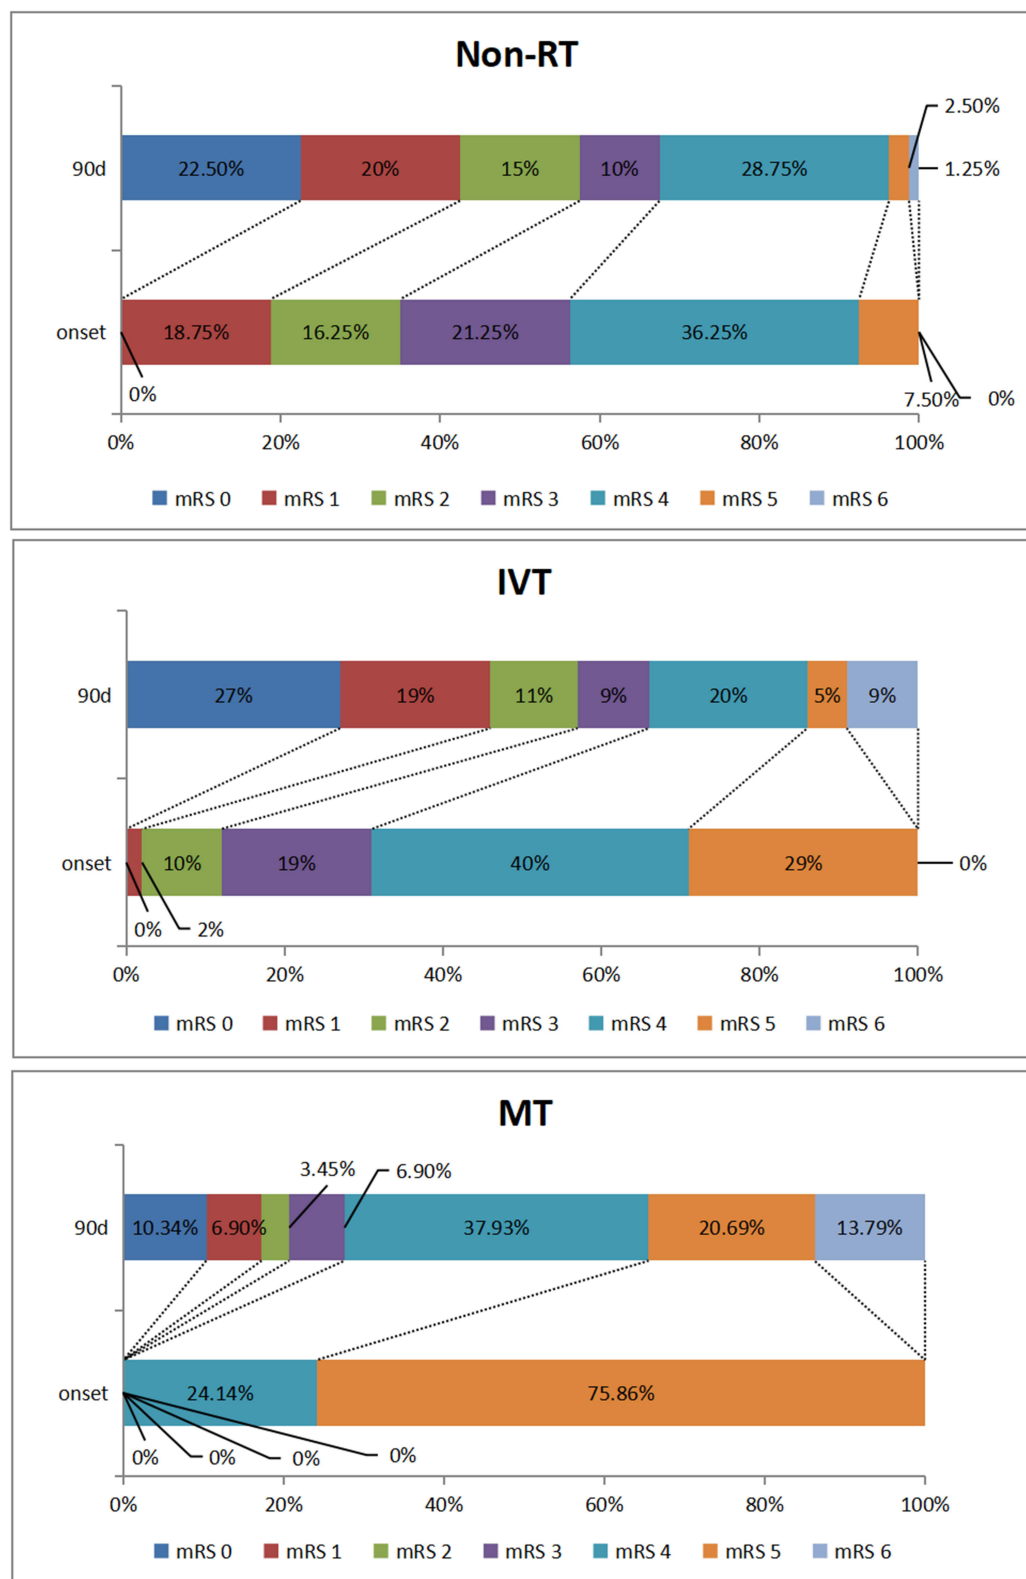 Non-RT
2.50%
90d 22.50% 20% 15% 10% 28.75% 1.25%
onset 18.75% 16.25% 21.25% 36.25%
0% 7.50% 0%
0% 20% 40% 60% 80% 100%
mRS 0 mRS 1 mRS 2 mRS 3 mRS 4 mRS 5 mRS 6
IVT
90d 27% 19% 11% 9% 20% 5% 9%
onset 10% 19% 40% 29% 0%
0% 2%
0% 20% 40% 60% 80% 100%
mRS 0 mRS 1 mRS 2 mRS 3 mRS 4 mRS 5 mRS 6
MT
3.45% 6.90%
90d 10.34% 6.90% 37.93% 20.69% 13.79%
onset 24.14% 75.86%
0% 0% 0% 0%
0% 20% 40% 60% 80% 100%
mRS 0 mRS 1 mRS 2 mRS 3 mRS 4 mRS 5 mRS 6